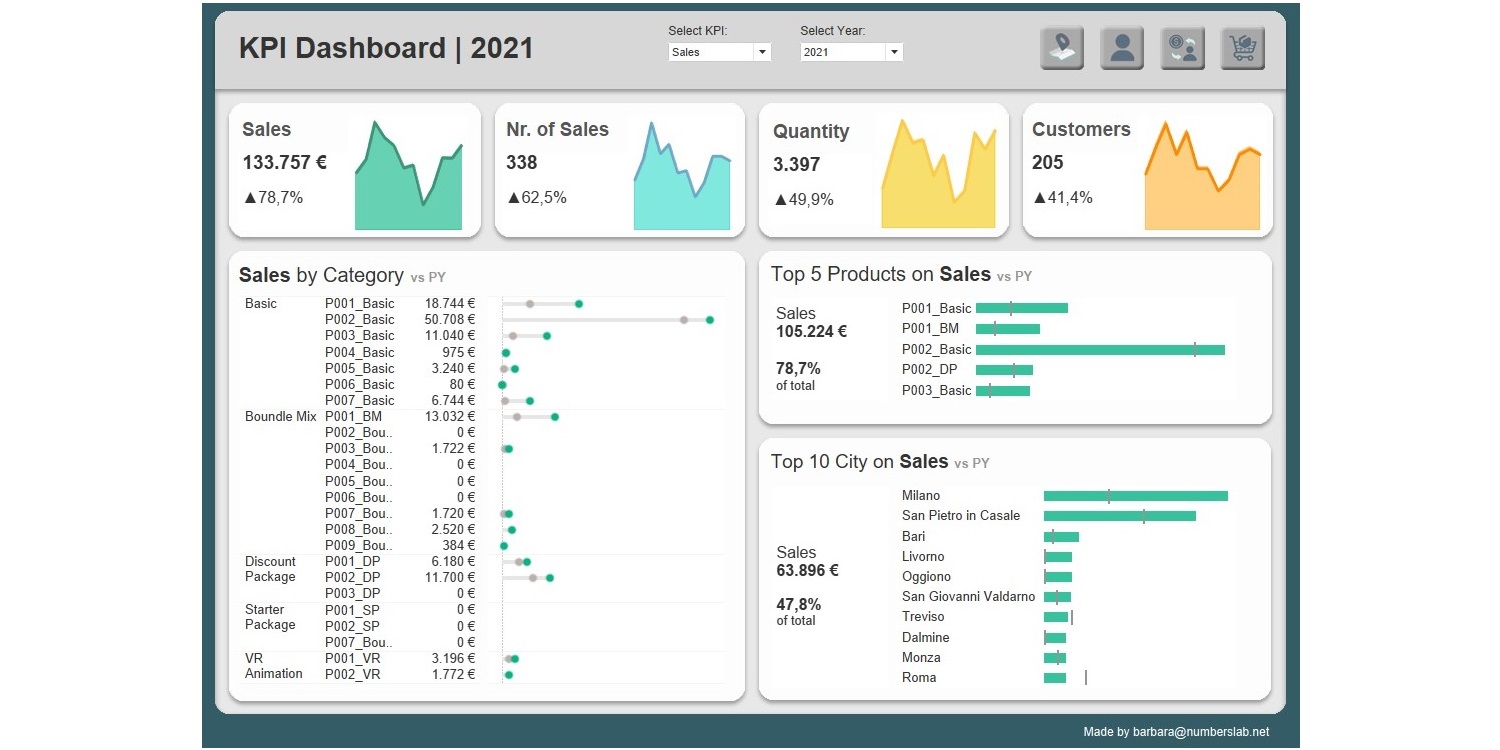 KPI Dashboard | 2021
Select KPI:
Sales
Select Year:
2021
Sales
133.757 €
▲78,7%
Nr. of Sales
338
▲62,5%
Quantity
3.397
▲49,9%
Customers
205
▲41,4%
Sales by Category vs PY
Basic P001_Basic 18.744 €
P002_Basic 50.708 €
P003_Basic 11.040 €
P004_Basic 975 €
P005_Basic 3.240 €
P006_Basic 80 €
P007_Basic 6.744 €
Boundle Mix P001_BM 13.032 €
P002_Bou.. 0 €
P003_Bou.. 1.722 €
P004_Bou.. 0 €
P005_Bou.. 0 €
P006_Bou.. 0 €
P007_Bou.. 1.720 €
P008_Bou.. 2.520 €
P009_Bou.. 384 €
Discount P001_DP 6.180 €
Package P002_DP 11.700 €
P003_DP 0 €
Starter P001_SP 0 €
Package P002_SP 0 €
P007_Bou.. 0 €
VR P001_VR 3.196 €
Animation P002_VR 1.772 €
Top 5 Products on Sales vs PY
Sales
105.224 €
78,7%
of total
P001_Basic
P001_BM
P002_Basic
P002_DP
P003_Basic
Top 10 City on Sales vs PY
Sales
63.896 €
47,8%
of total
Milano
San Pietro in Casale
Bari
Livorno
Oggiono
San Giovanni Valdarno
Treviso
Dalmine
Monza
Roma
Made by barbara@numberslab.net